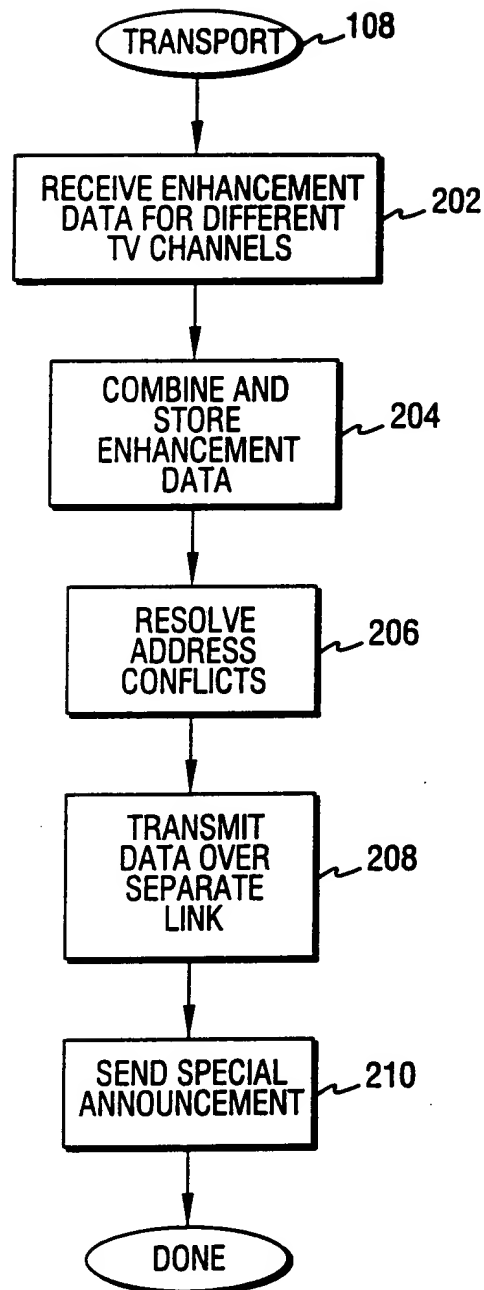 TRANSPORT 108
RECEIVE ENHANCEMENT
DATA FOR DIFFERENT
TV CHANNELS
202
COMBINE AND
STORE
ENHANCEMENT
DATA
204
RESOLVE
ADDRESS
CONFLICTS
206
TRANSMIT
DATA OVER
SEPARATE
LINK
208
SEND SPECIAL
ANNOUNCEMENT
210
DONE